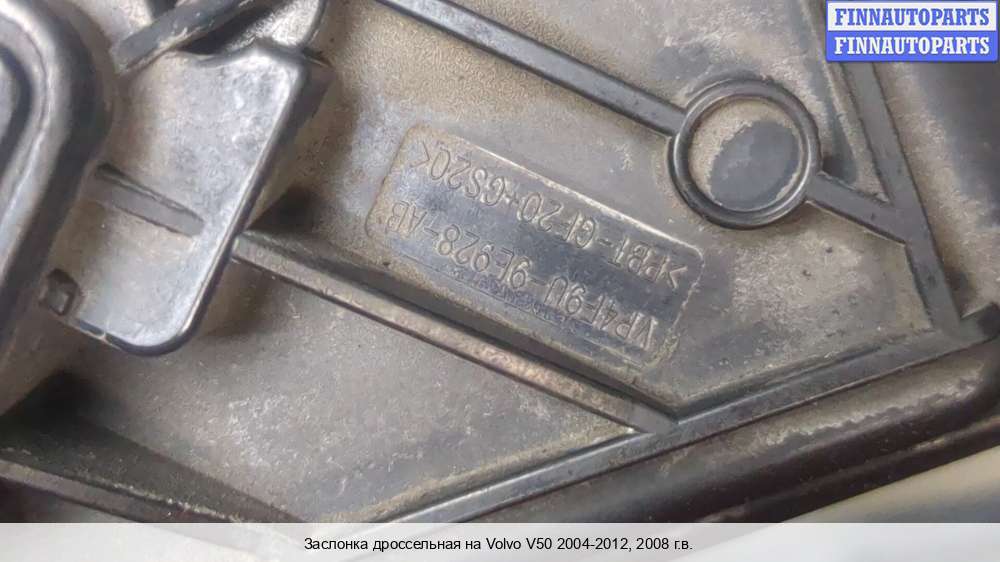 FINNAUTOPARTS
FINNAUTOPARTS
VP4F9U-9E928-AB
>PBT-GF20+GS20<
Заслонка дроссельная на Volvo V50 2004-2012, 2008 г.в.